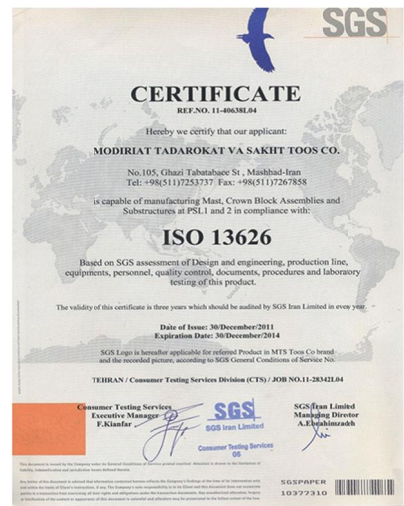 SGS
CERTIFICATE
REF.NO. 11-40638L04
Hereby we certify that our applicant:
MODIRIAT TADAROKAT VA SAKHT TOOS CO.
No.105, Ghazi Tabatabaee St , Mashhad-Iran
Tel: +98(511)7253737 Fax: +98(511)7267858
is capable of manufacturing Mast, Crown Block Assemblies and
Substructures at PSL1 and 2 in compliance with:
ISO 13626
Based on SGS assessment of Design and engineering, production line,
equipments, personnel, quality control, documents, procedures and laboratory
testing of this product.
The validity of this certificate is three years which should be audited by SGS Iran Limited in every year.
Date of Issue: 30/December/2011
Expiration Date: 30/December/2014
SGS Logo is hereafter applicable for referred Product in MTS Toos Co brand
and the recorded picture, according to SGS General Conditions of Service No.
TEHRAN / Consumer Testing Services Division (CTS) / JOB NO.11-28342L04
Consumer Testing Services
Executive Manager
F.Kianfar
SGS
SGS Iran Limited
Consumer Testing Services
06
SGS Iran Limited
Managing Director
A.Ebrahimzadeh
SGSPAPER
10377310